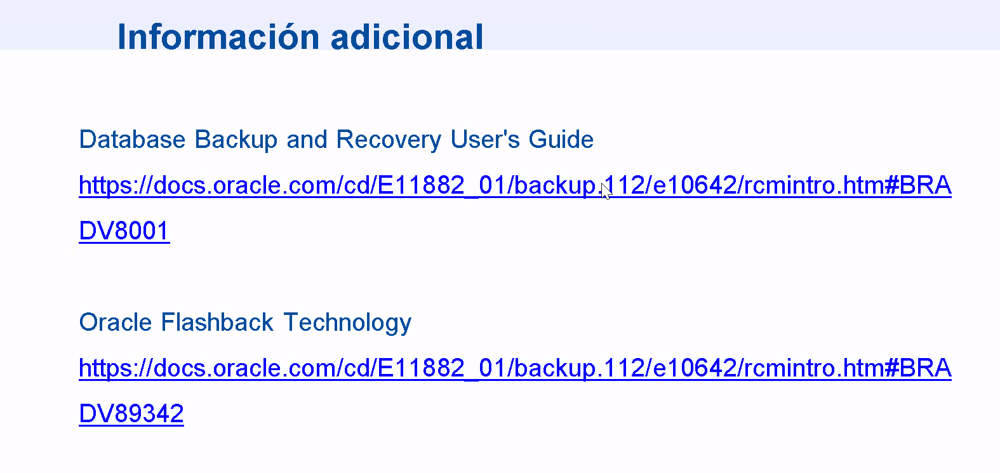 Información adicional
Database Backup and Recovery User's Guide
https://docs.oracle.com/cd/E11882_01/backup.112/e10642/rcmintro.htm#BRA
DV8001
Oracle Flashback Technology
https://docs.oracle.com/cd/E11882_01/backup.112/e10642/rcmintro.htm#BRA
DV89342